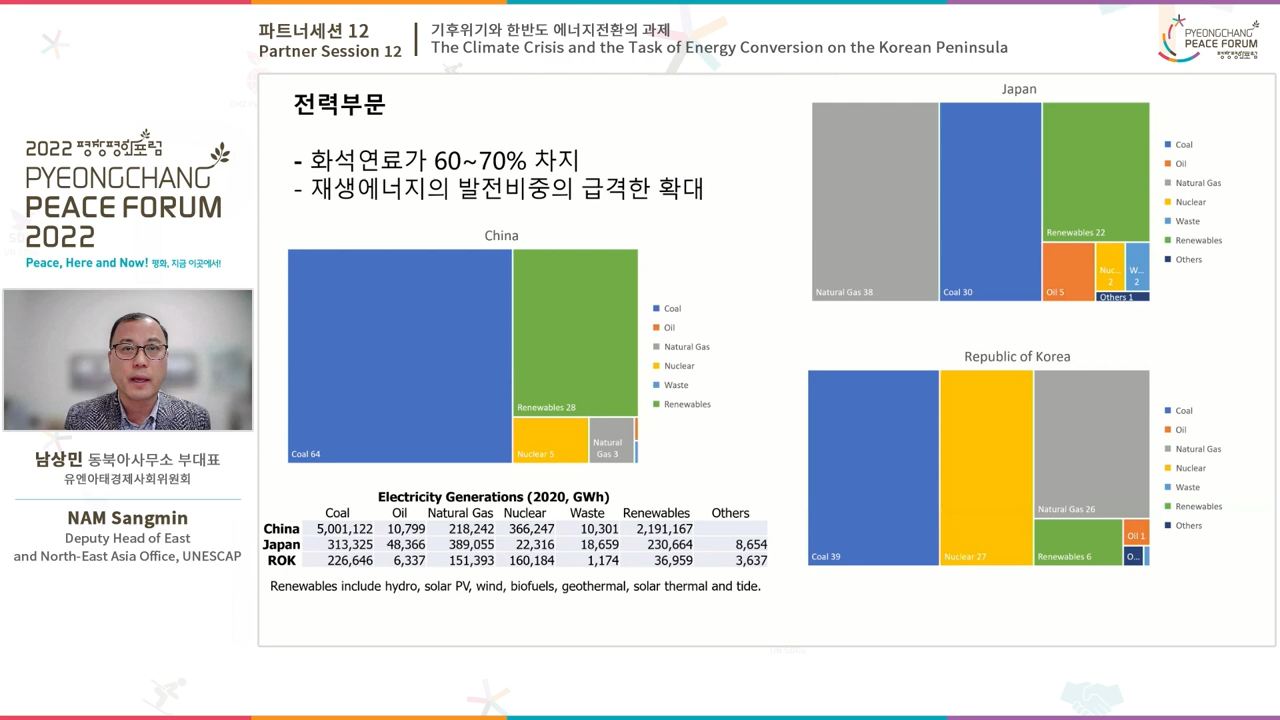 파트너세션 12
Partner Session 12
기후위기와 한반도 에너지전환의 과제
The Climate Crisis and the Task of Energy Conversion on the Korean Peninsula
PYEONGCHANG
PEACE FORUM
평창평화포럼
2022 평창평화포럼
PYEONGCHANG
PEACE FORUM
2022
Peace, Here and Now! 평화, 지금 이곳에서!
남상민 동북아사무소 부대표
유엔아태경제사회위원회
NAM Sangmin
Deputy Head of East
and North-East Asia Office, UNESCAP
전력부문
- 화석연료가 60~70% 차지
- 재생에너지의 발전비중의 급격한 확대
China
Coal 64
Renewables 28
Nuclear 5
Natural
Gas 3
Coal
Oil
Natural Gas
Nuclear
Waste
Renewables
Japan
Natural Gas 38
Coal 30
Renewables 22
Oil 5
Nuc...
2
W...
2
Others 1
Coal
Oil
Natural Gas
Nuclear
Waste
Renewables
Others
Republic of Korea
Coal 39
Nuclear 27
Natural Gas 26
Renewables 6
Oil 1
O...
Coal
Oil
Natural Gas
Nuclear
Waste
Renewables
Others
Electricity Generations (2020, GWh)
Coal Oil Natural Gas Nuclear Waste Renewables Others
China 5,001,122 10,799 218,242 366,247 10,301 2,191,167
Japan 313,325 48,366 389,055 22,316 18,659 230,664 8,654
ROK 226,646 6,337 151,393 160,184 1,174 36,959 3,637
Renewables include hydro, solar PV, wind, biofuels, geothermal, solar thermal and tide.